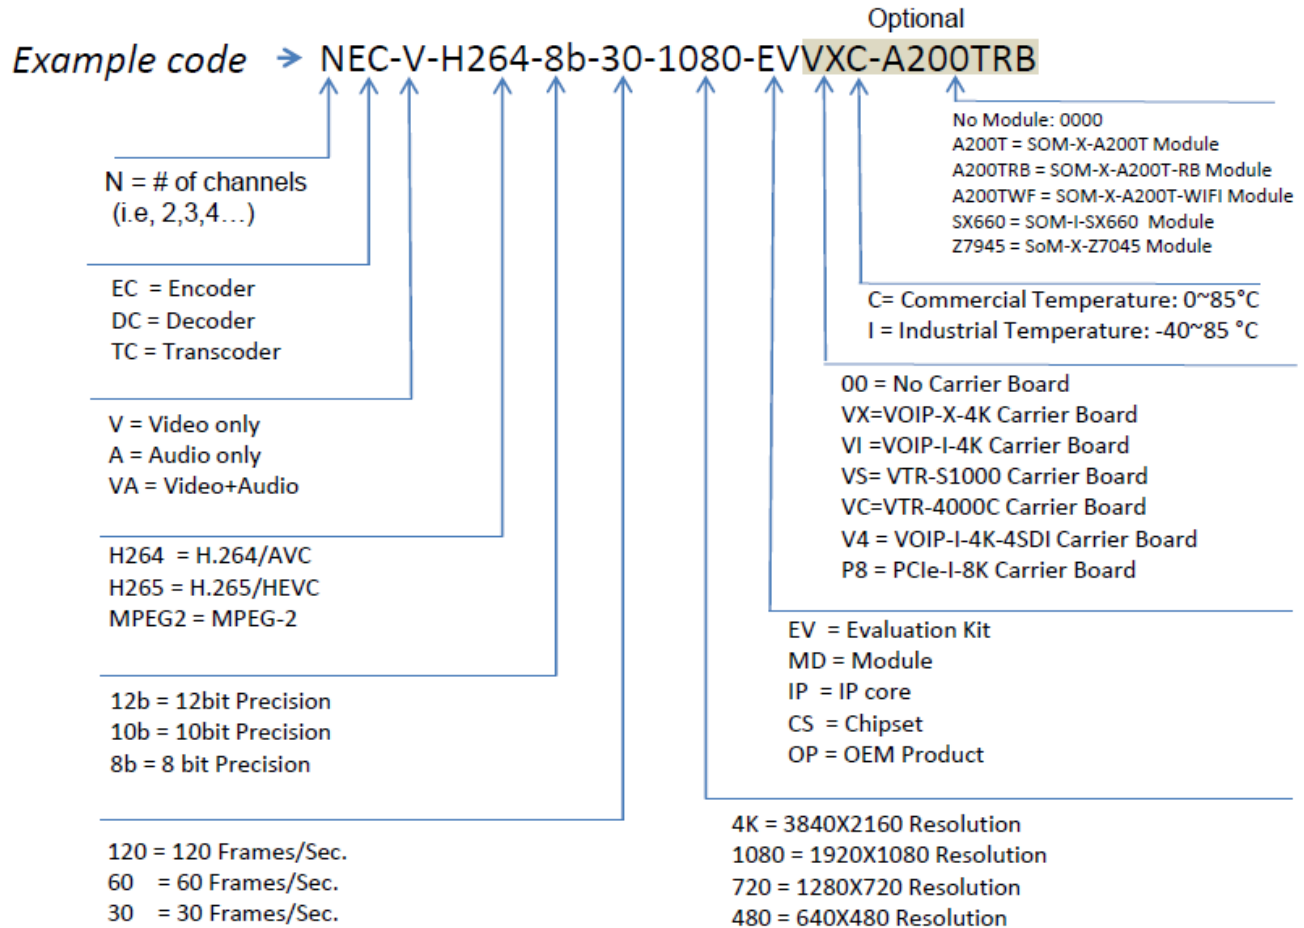 Optional
Example code NEC-V-H264-8b-30-1080-EVVXC-A200TRB
N = # of channels
(i.e, 2,3,4…)
EC = Encoder
DC = Decoder
TC = Transcoder
V = Video only
A = Audio only
VA = Video+Audio
H264 = H.264/AVC
H265 = H.265/HEVC
MPEG2 = MPEG-2
12b = 12bit Precision
10b = 10bit Precision
8b = 8 bit Precision
120 = 120 Frames/Sec.
60 = 60 Frames/Sec.
30 = 30 Frames/Sec.
No Module: 0000
A200T = SOM-X-A200T Module
A200TRB = SOM-X-A200T-RB Module
A200TWF = SOM-X-A200T-WIFI Module
SX660 = SOM-I-SX660 Module
Z7945 = SoM-X-Z7045 Module
C= Commercial Temperature: 0~85°C
I = Industrial Temperature: -40~85 °C
00 = No Carrier Board
VX=VOIP-X-4K Carrier Board
VI =VOIP-I-4K Carrier Board
VS= VTR-S1000 Carrier Board
VC=VTR-4000C Carrier Board
V4 = VOIP-I-4K-4SDI Carrier Board
P8 = PCIe-I-8K Carrier Board
EV = Evaluation Kit
MD = Module
IP = IP core
CS = Chipset
OP = OEM Product
4K = 3840X2160 Resolution
1080 = 1920X1080 Resolution
720 = 1280X720 Resolution
480 = 640X480 Resolution